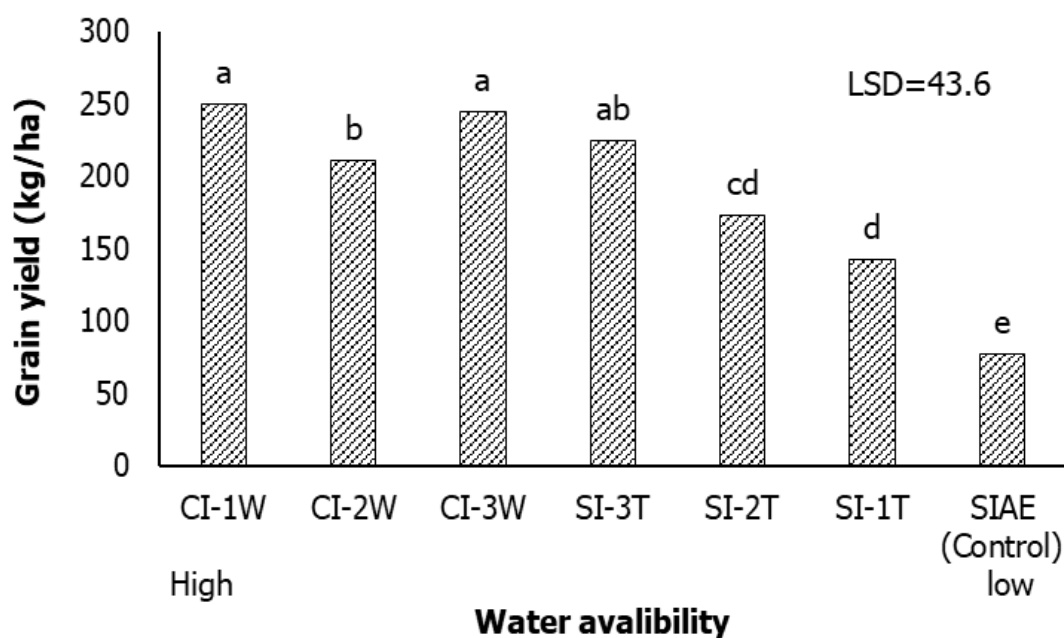 Grain yield (kg/ha)
300
250
200
150
100
50
0
LSD=43.6
a
b
a
ab
cd
d
e
CI-1W
CI-2W
CI-3W
SI-3T
SI-2T
SI-1T
SIAE
(Control)
High
low
Water avalibility